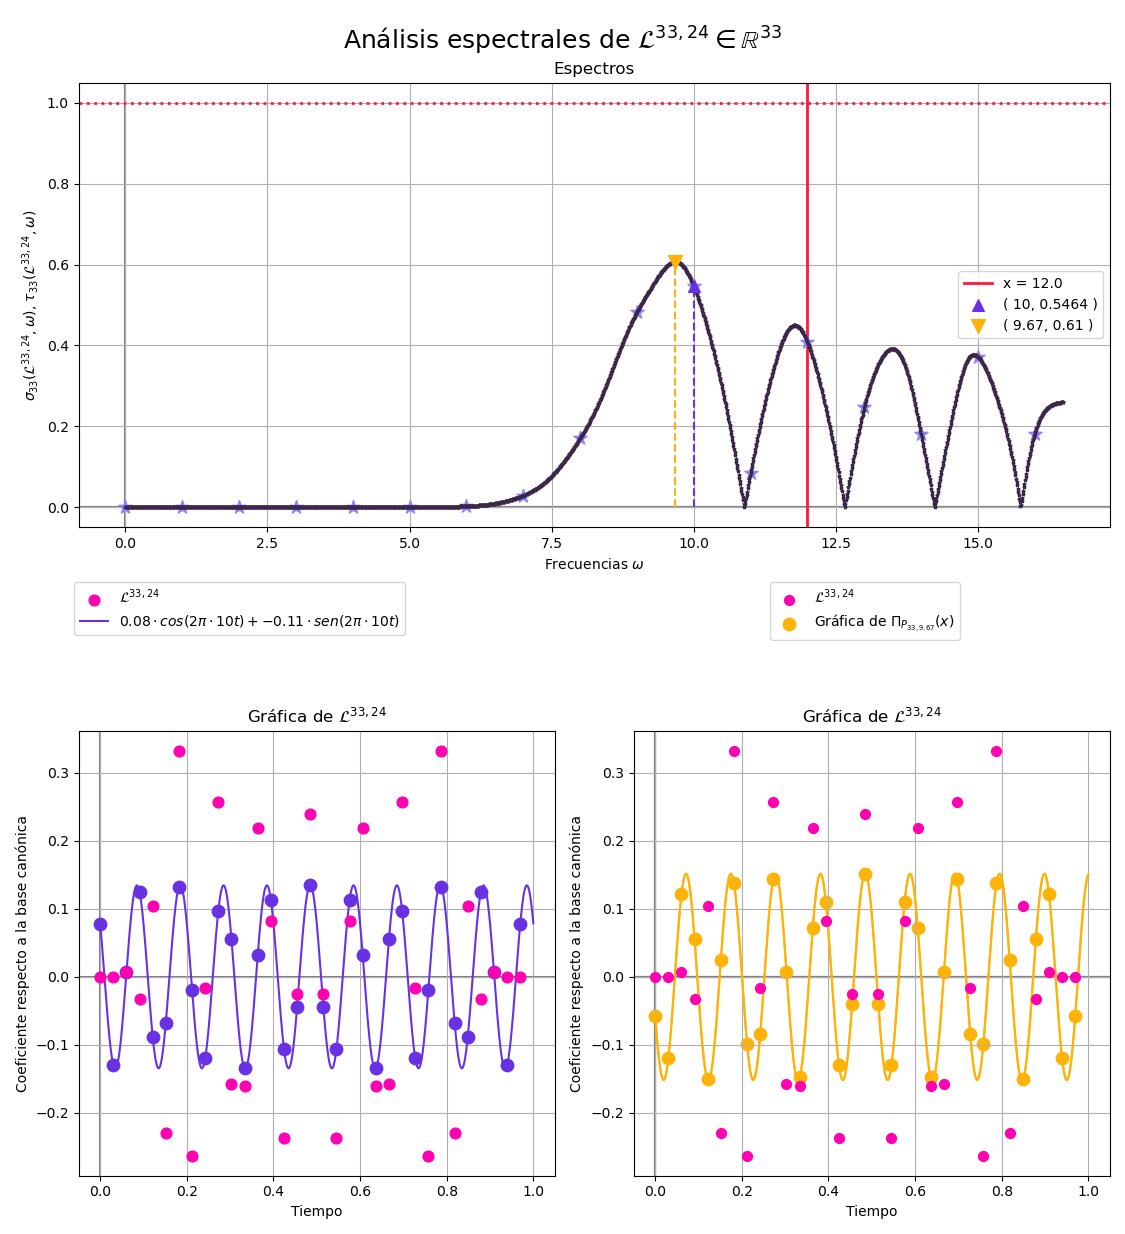 Análisis espectrales de 𝓛^{33,24} ∈ ℝ^{33}
Espectros
1.0
0.8
0.6
0.4
0.2
0.0
σ_{33}(𝓛^{33,24}, ω), τ_{33}(𝓛^{33,24}, ω)
x = 12.0
( 10, 0.5464 )
( 9.67, 0.61 )
0.0 2.5 5.0 7.5 10.0 12.5 15.0
Frecuencias ω
𝓛^{33,24}
0.08 · cos(2π · 10t) + −0.11 · sen(2π · 10t)
𝓛^{33,24}
Gráfica de Π_{P_{33,9.67}}(x)
Gráfica de 𝓛^{33,24}
0.3
0.2
0.1
0.0
−0.1
−0.2
Coeficiente respecto a la base canónica
0.0 0.2 0.4 0.6 0.8 1.0
Tiempo
Gráfica de 𝓛^{33,24}
0.3
0.2
0.1
0.0
−0.1
−0.2
Coeficiente respecto a la base canónica
0.0 0.2 0.4 0.6 0.8 1.0
Tiempo